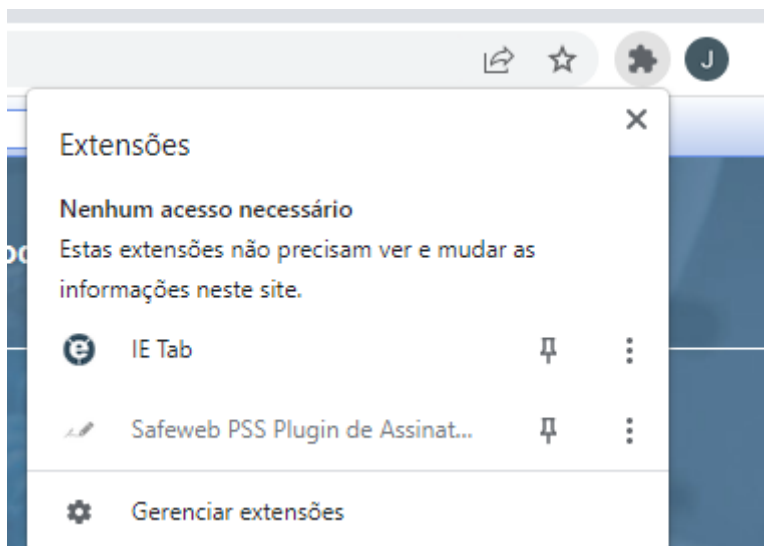 J
Extensões
Nenhum acesso necessário
Estas extensões não precisam ver e mudar as
informações neste site.
IE Tab
Safeweb PSS Plugin de Assinat...
Gerenciar extensões